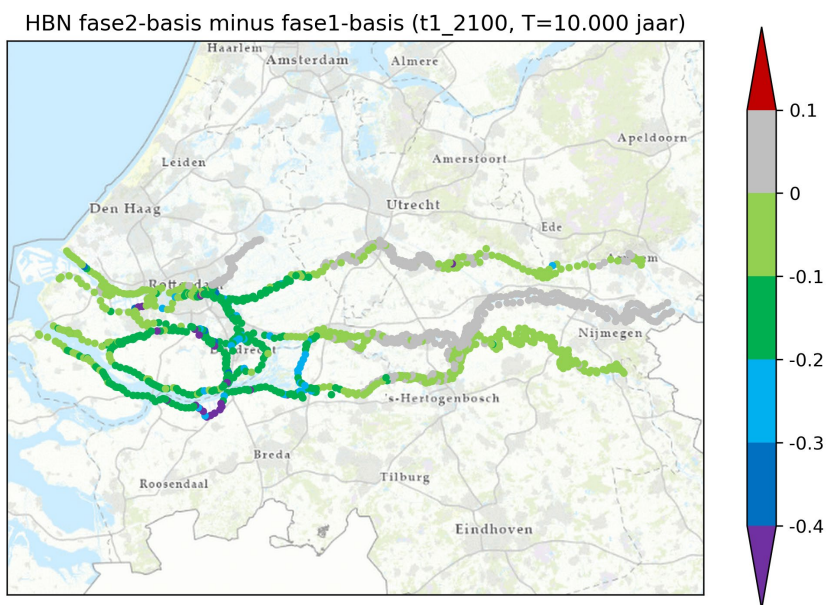 HBN fase2-basis minus fase1-basis (t1_2100, T=10.000 jaar)
Haarlem
Amsterdam
Almere
0.1
Apeldoorn
Leiden
Amersfoort
0
Den Haag
Utrecht
Ede
-0.1
Nijmegen
-0.2
's-Hertogenbosch
-0.3
Breda
Roosendaal
Tilburg
Eindhoven
-0.4